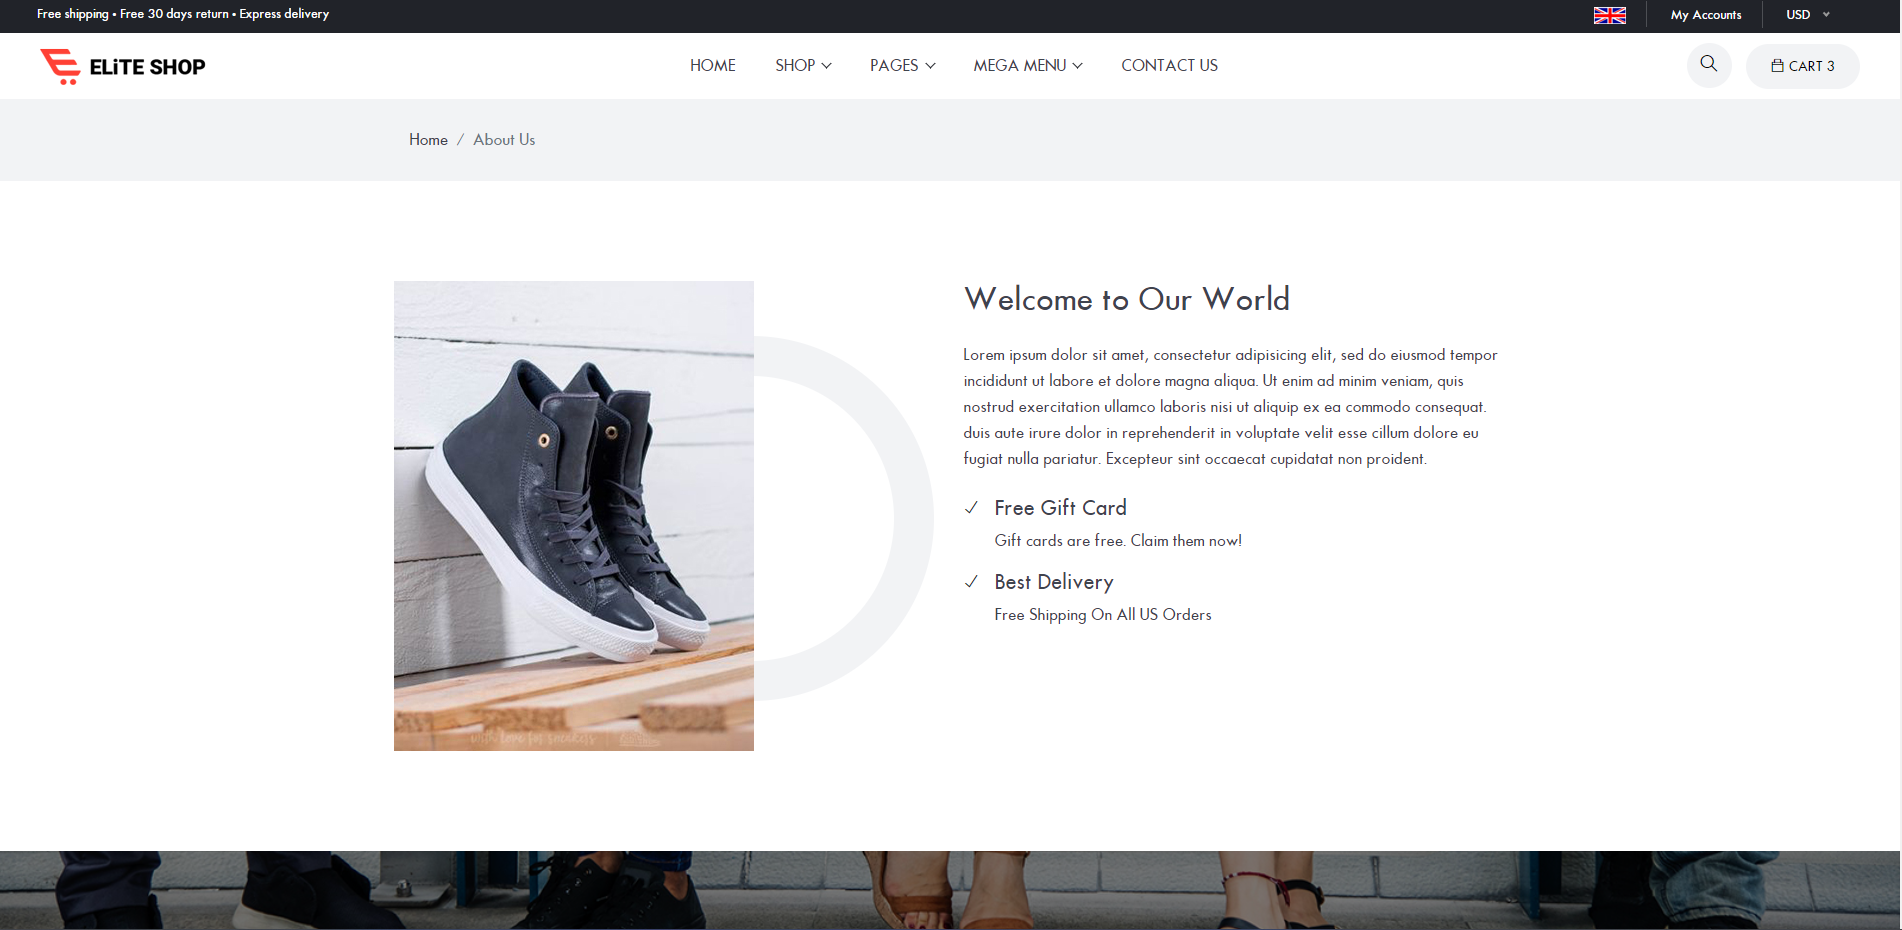 Free shipping • Free 30 days return • Express delivery
My Accounts
USD
ELiTE SHOP
HOME
SHOP
PAGES
MEGA MENU
CONTACT US
CART 3
Home / About Us
Welcome to Our World
Lorem ipsum dolor sit amet, consectetur adipisicing elit, sed do eiusmod tempor
incididunt ut labore et dolore magna aliqua. Ut enim ad minim veniam, quis
nostrud exercitation ullamco laboris nisi ut aliquip ex ea commodo consequat.
duis aute irure dolor in reprehenderit in voluptate velit esse cillum dolore eu
fugiat nulla pariatur. Excepteur sint occaecat cupidatat non proident.
Free Gift Card
Gift cards are free. Claim them now!
Best Delivery
Free Shipping On All US Orders
with love for sneakers